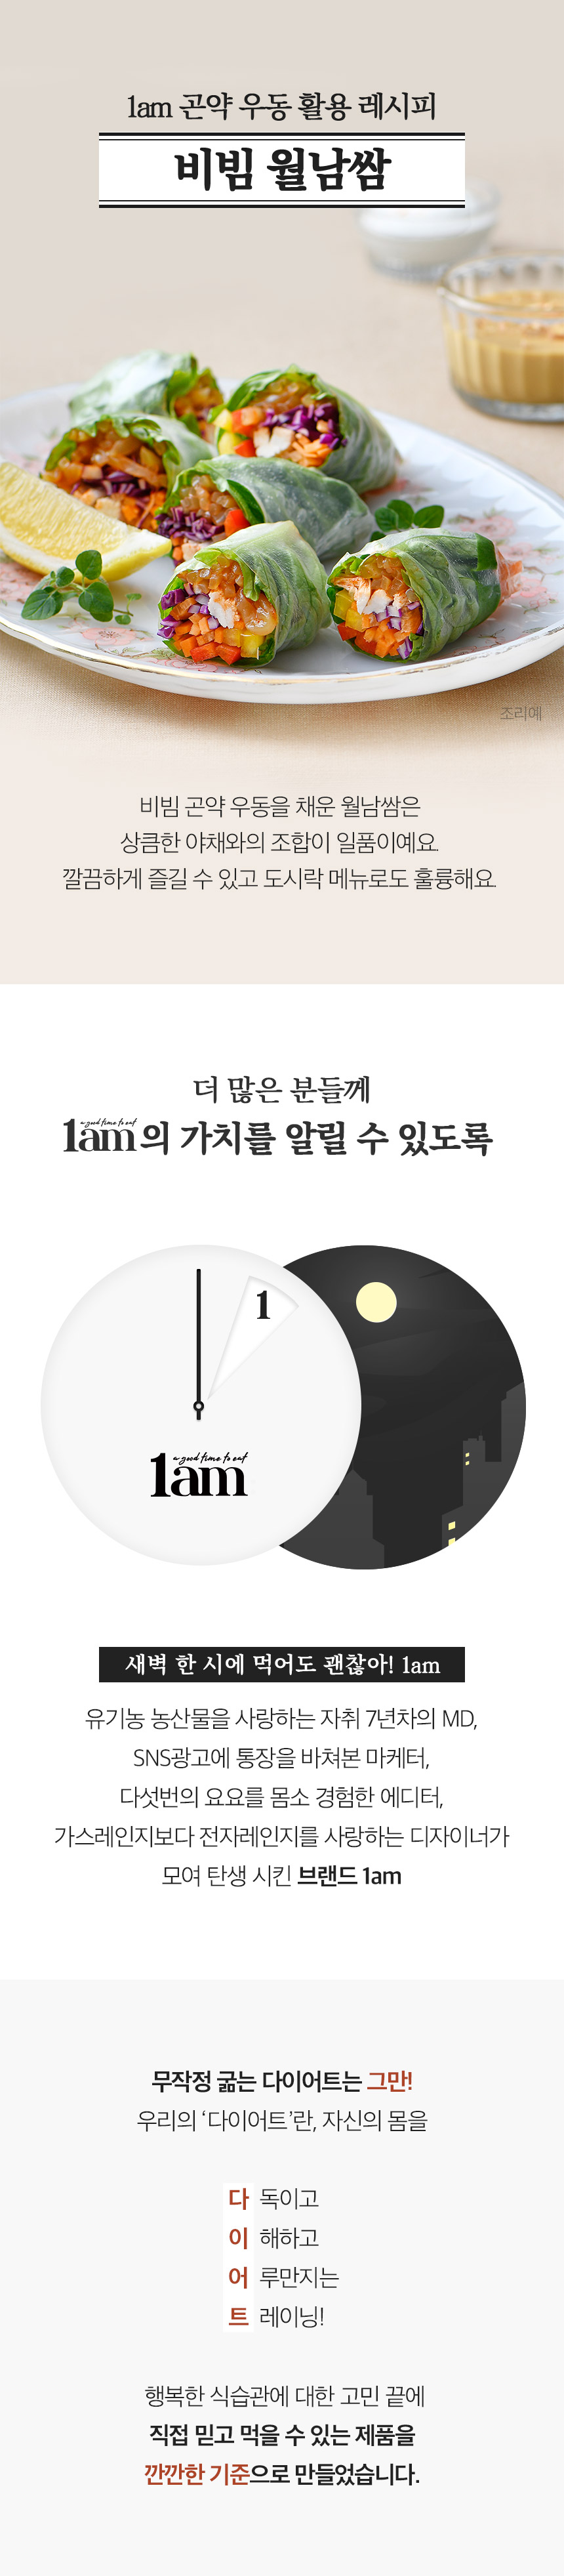 1am 곤약 우동 활용 레시피
비빔 월남쌈
조리예
비빔 곤약 우동을 채운 월남쌈은
상큼한 야채와의 조합이 일품이예요.
깔끔하게 즐길 수 있고 도시락 메뉴로도 훌륭해요.
더 많은 분들께
a good time to eat
1am의 가치를 알릴 수 있도록
1
a good time to eat
1am
새벽 한 시에 먹어도 괜찮아! 1am
유기농 농산물을 사랑하는 자취 7년차의 MD,
SNS광고에 통장을 바쳐본 마케터,
다섯번의 요요를 몸소 경험한 에디터,
가스레인지보다 전자레인지를 사랑하는 디자이너가
모여 탄생 시킨 브랜드 1am
무작정 굶는 다이어트는 그만!
우리의 ‘다이어트’란, 자신의 몸을
다 독이고
이 해하고
어 루만지는
트 레이닝!
행복한 식습관에 대한 고민 끝에
직접 믿고 먹을 수 있는 제품을
깐깐한 기준으로 만들었습니다.